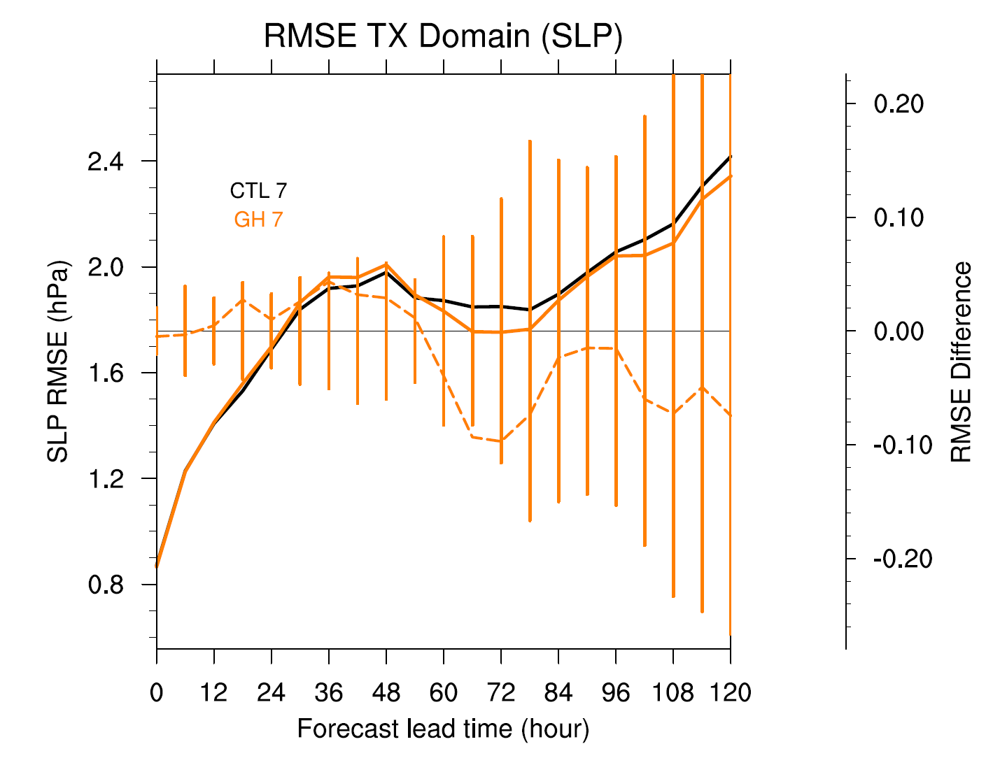 RMSE TX Domain (SLP)
2.4
2.0
1.6
1.2
0.8
SLP RMSE (hPa)
CTL 7
GH 7
0.20
0.10
0.00
-0.10
-0.20
RMSE Difference
0 12 24 36 48 60 72 84 96 108 120
Forecast lead time (hour)